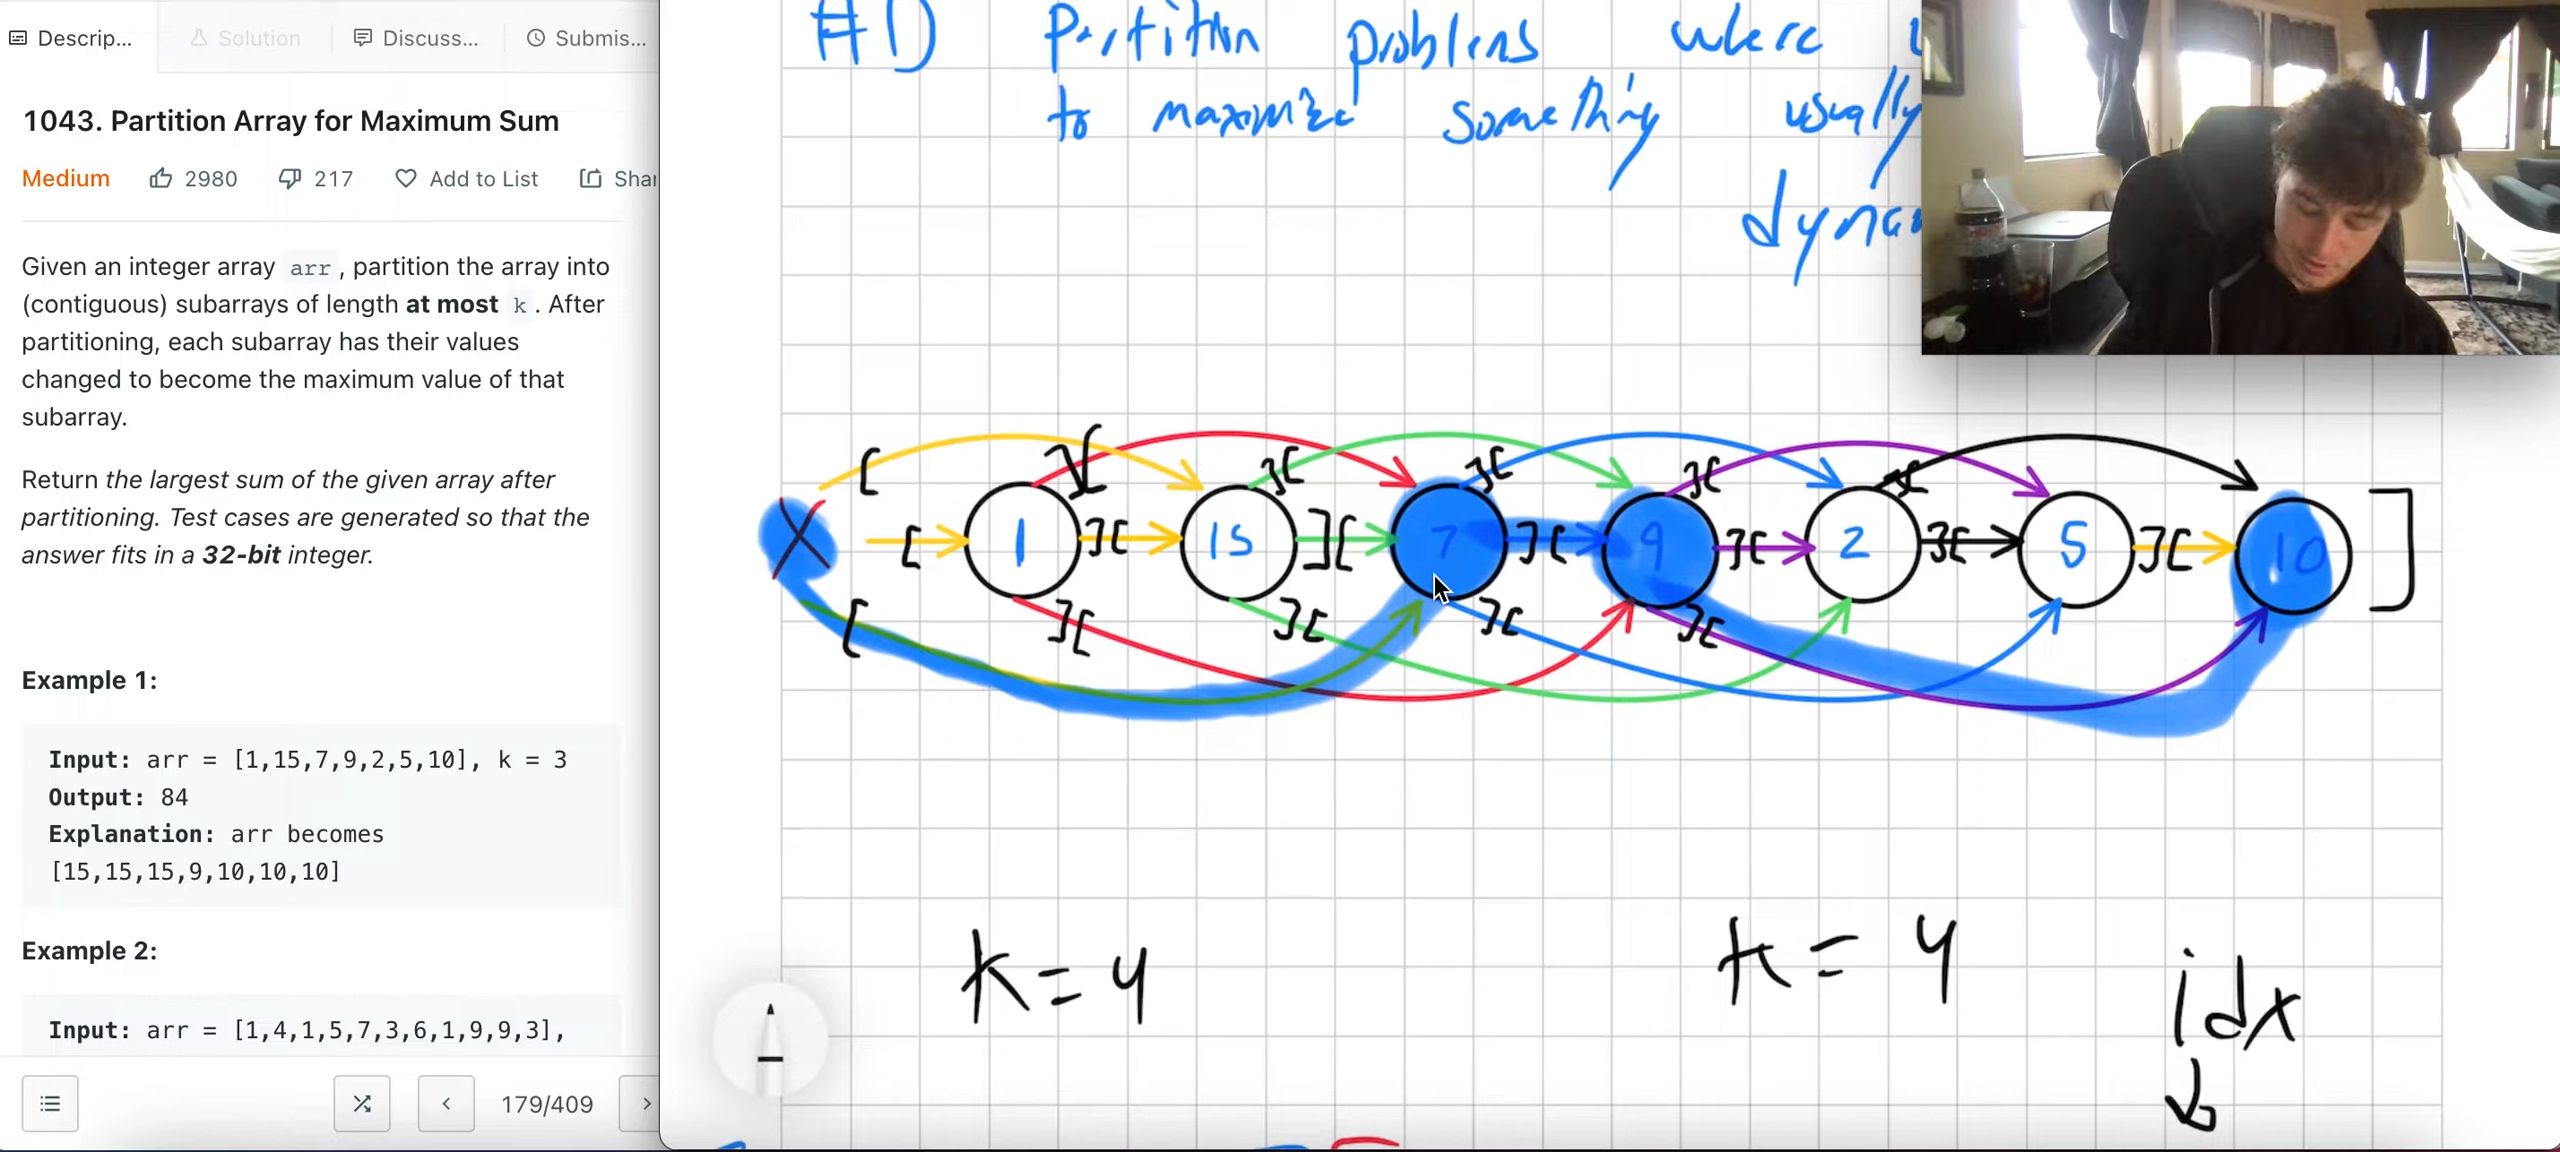 Descrip...
Solution
Discuss...
Submis...
1043. Partition Array for Maximum Sum
Medium 2980 217 Add to List Shar
Given an integer array arr , partition the array into
(contiguous) subarrays of length at most k . After
partitioning, each subarray has their values
changed to become the maximum value of that
subarray.
Return the largest sum of the given array after
partitioning. Test cases are generated so that the
answer fits in a 32-bit integer.
Example 1:
Input: arr = [1,15,7,9,2,5,10], k = 3
Output: 84
Explanation: arr becomes
[15,15,15,9,10,10,10]
Example 2:
Input: arr = [1,4,1,5,7,3,6,1,9,9,3],
179/409
#1) Partition problems where
to maximize something usually
dynam
[ ][ ][ ][ ][ ][
X [ 1 ][ 15 ][ 7 ][ 9 ][ 2 ][ 5 ][ 10 ]
[ ][ ][ ][ ][
k = 4
k = 4
idx